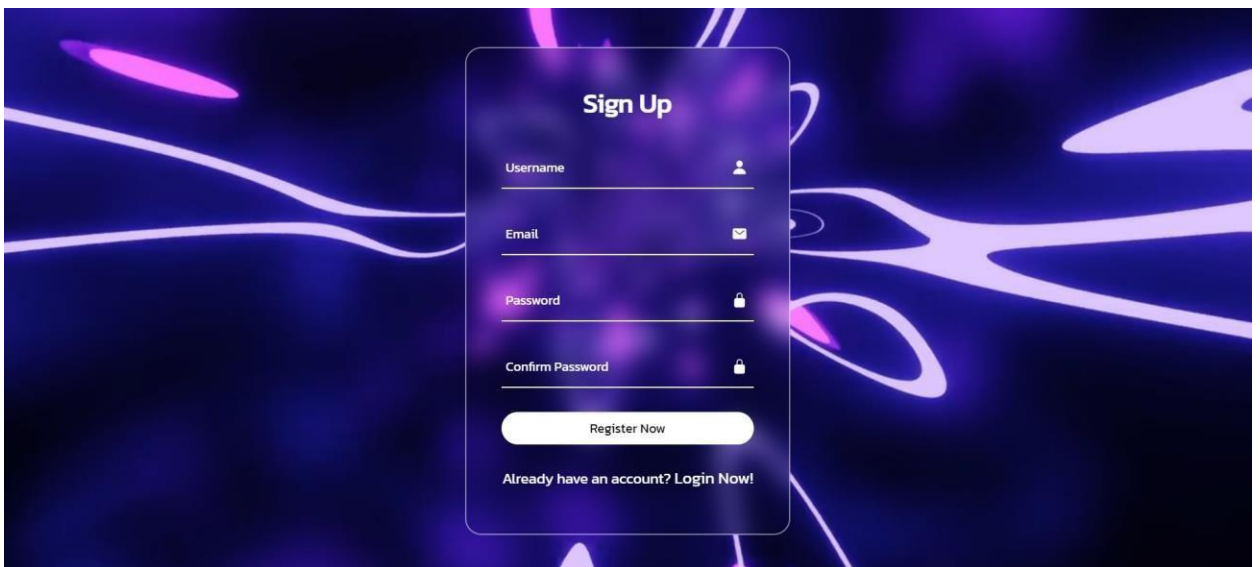 Sign Up
Username
Email
Password
Confirm Password
Register Now
Already have an account? Login Now!